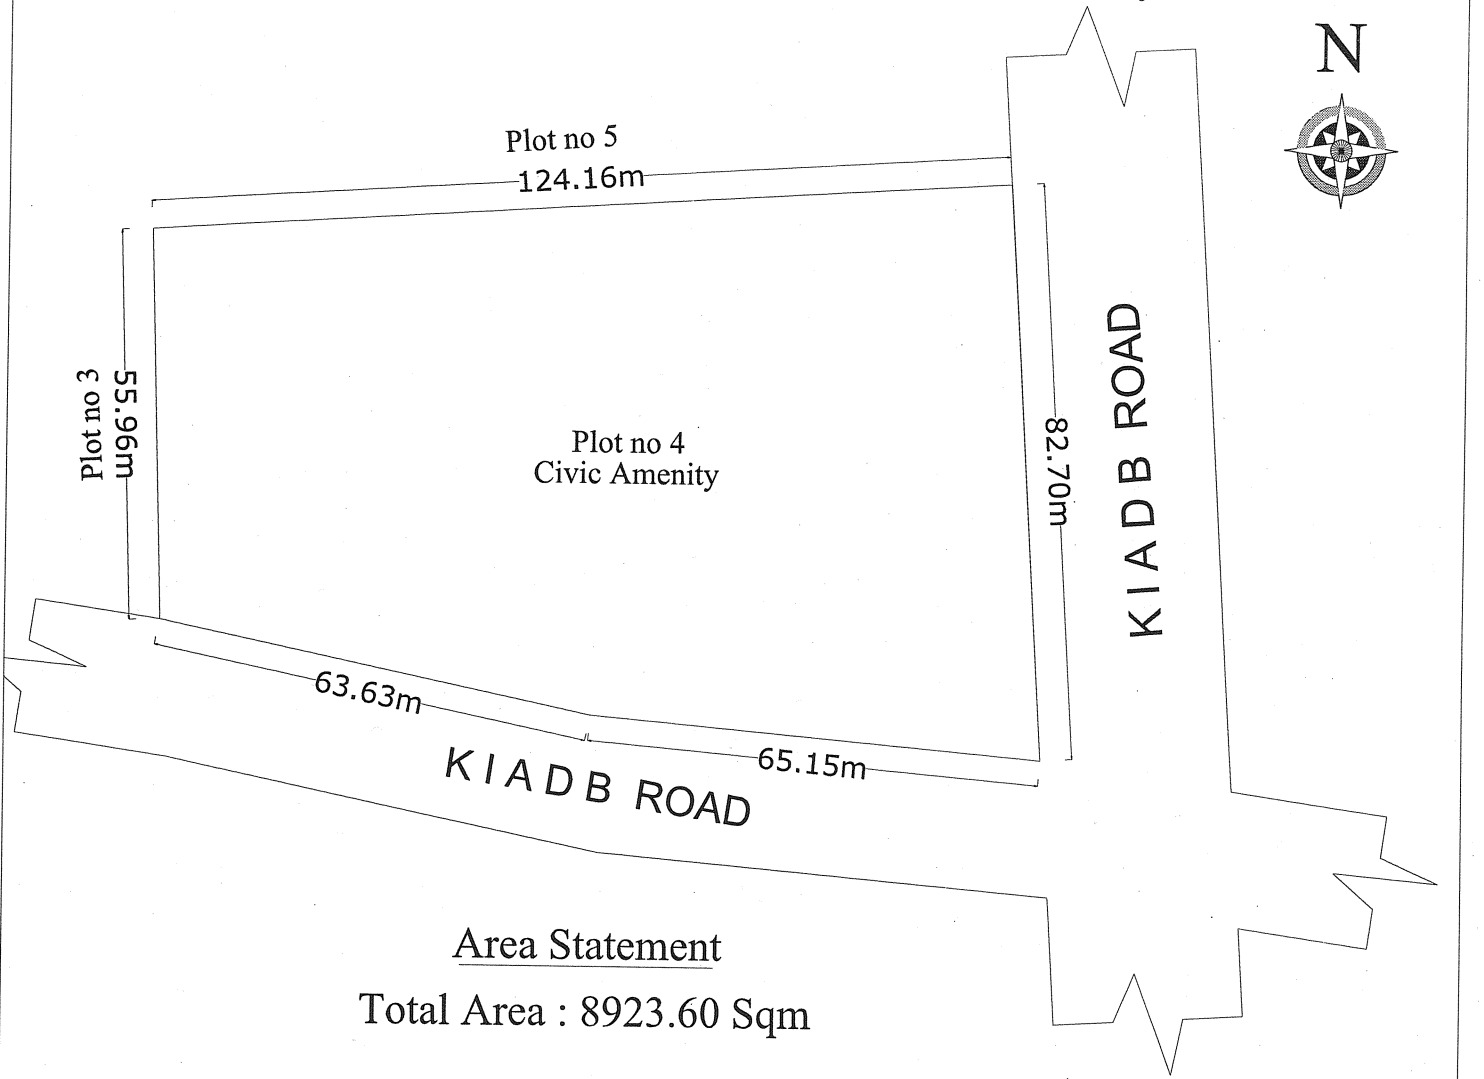 N
Plot no 5
124.16m
Plot no 3
55.96m
Plot no 4
Civic Amenity
82.70m
KIADB ROAD
63.63m
65.15m
KIADB ROAD
Area Statement
Total Area : 8923.60 Sqm